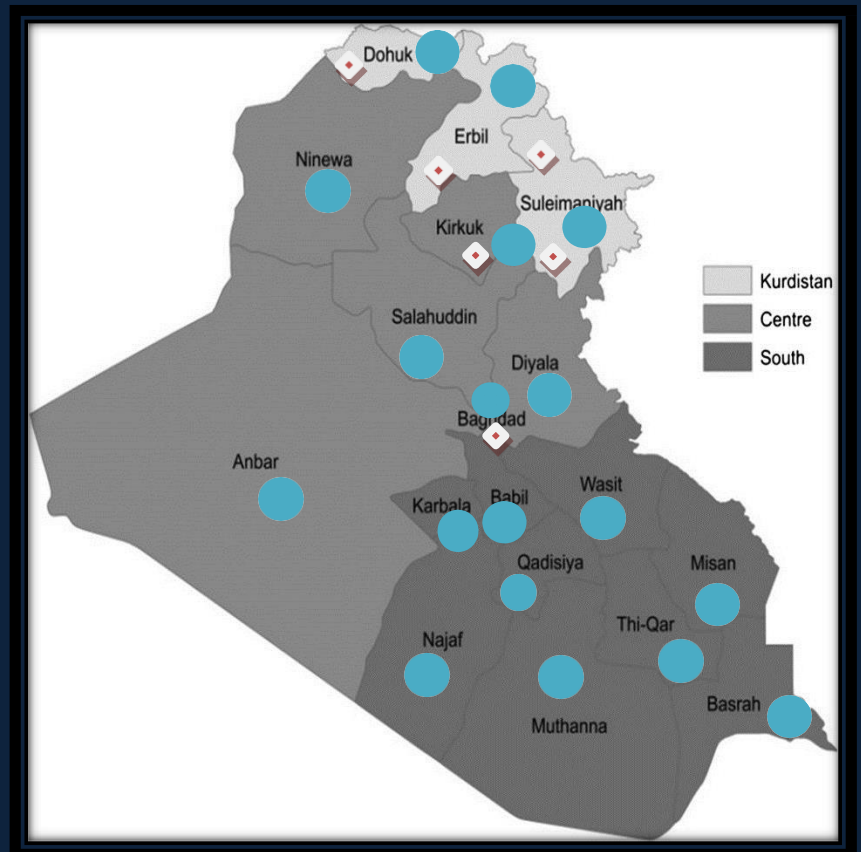 Dohuk
Erbil
Ninewa
Suleimaniyah
Kirkuk
Kurdistan
Salahuddin
Centre
South
Diyala
Baghdad
Anbar
Wasit
Babil
Karbala
Qadisiya
Misan
Thi-Qar
Najaf
Basrah
Muthanna